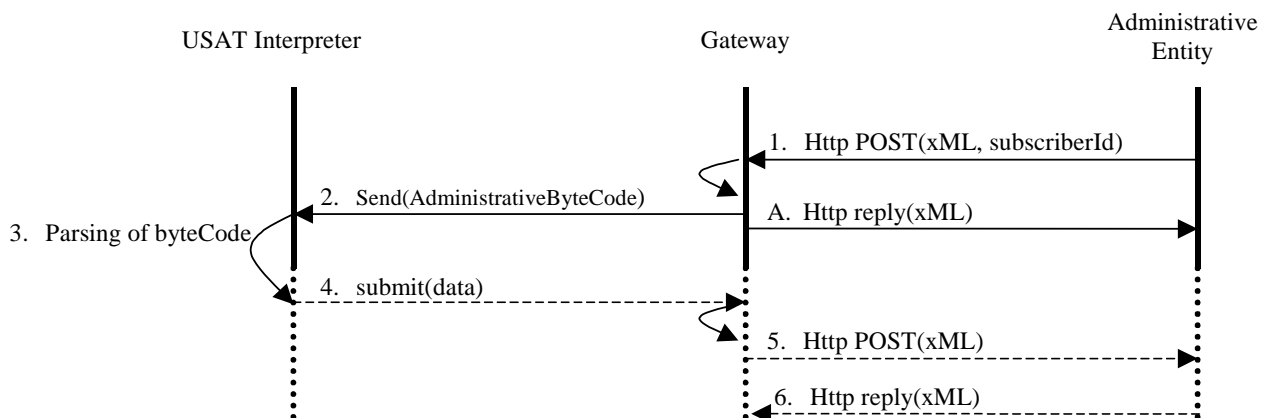 Administrative
Entity
USAT Interpreter
Gateway
1. Http POST(xML, subscriberId)
2. Send(AdministrativeByteCode)
A. Http reply(xML)
3. Parsing of byteCode
4. submit(data)
5. Http POST(xML)
6. Http reply(xML)